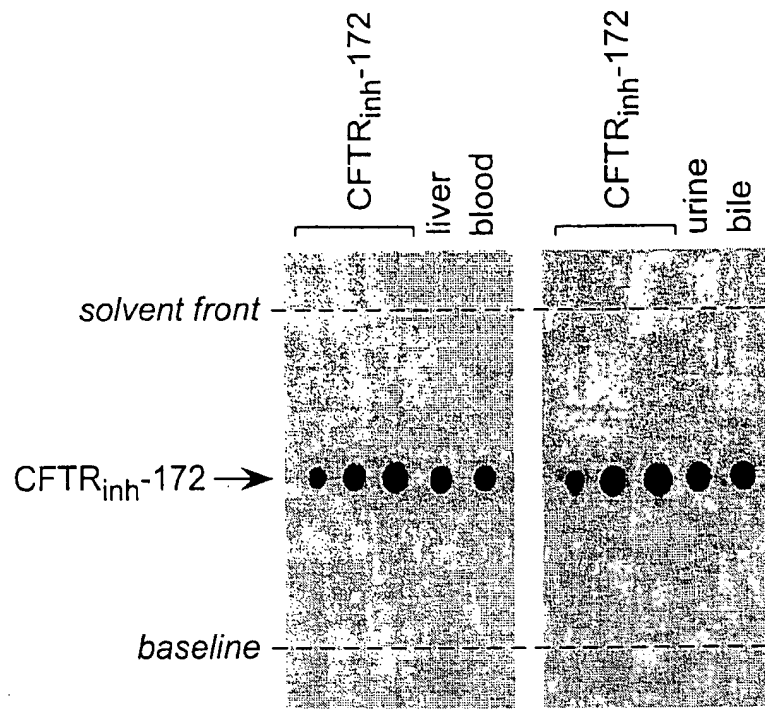 CFTRinh-172
liver
blood
CFTRinh-172
urine
bile
solvent front
CFTRinh-172
baseline